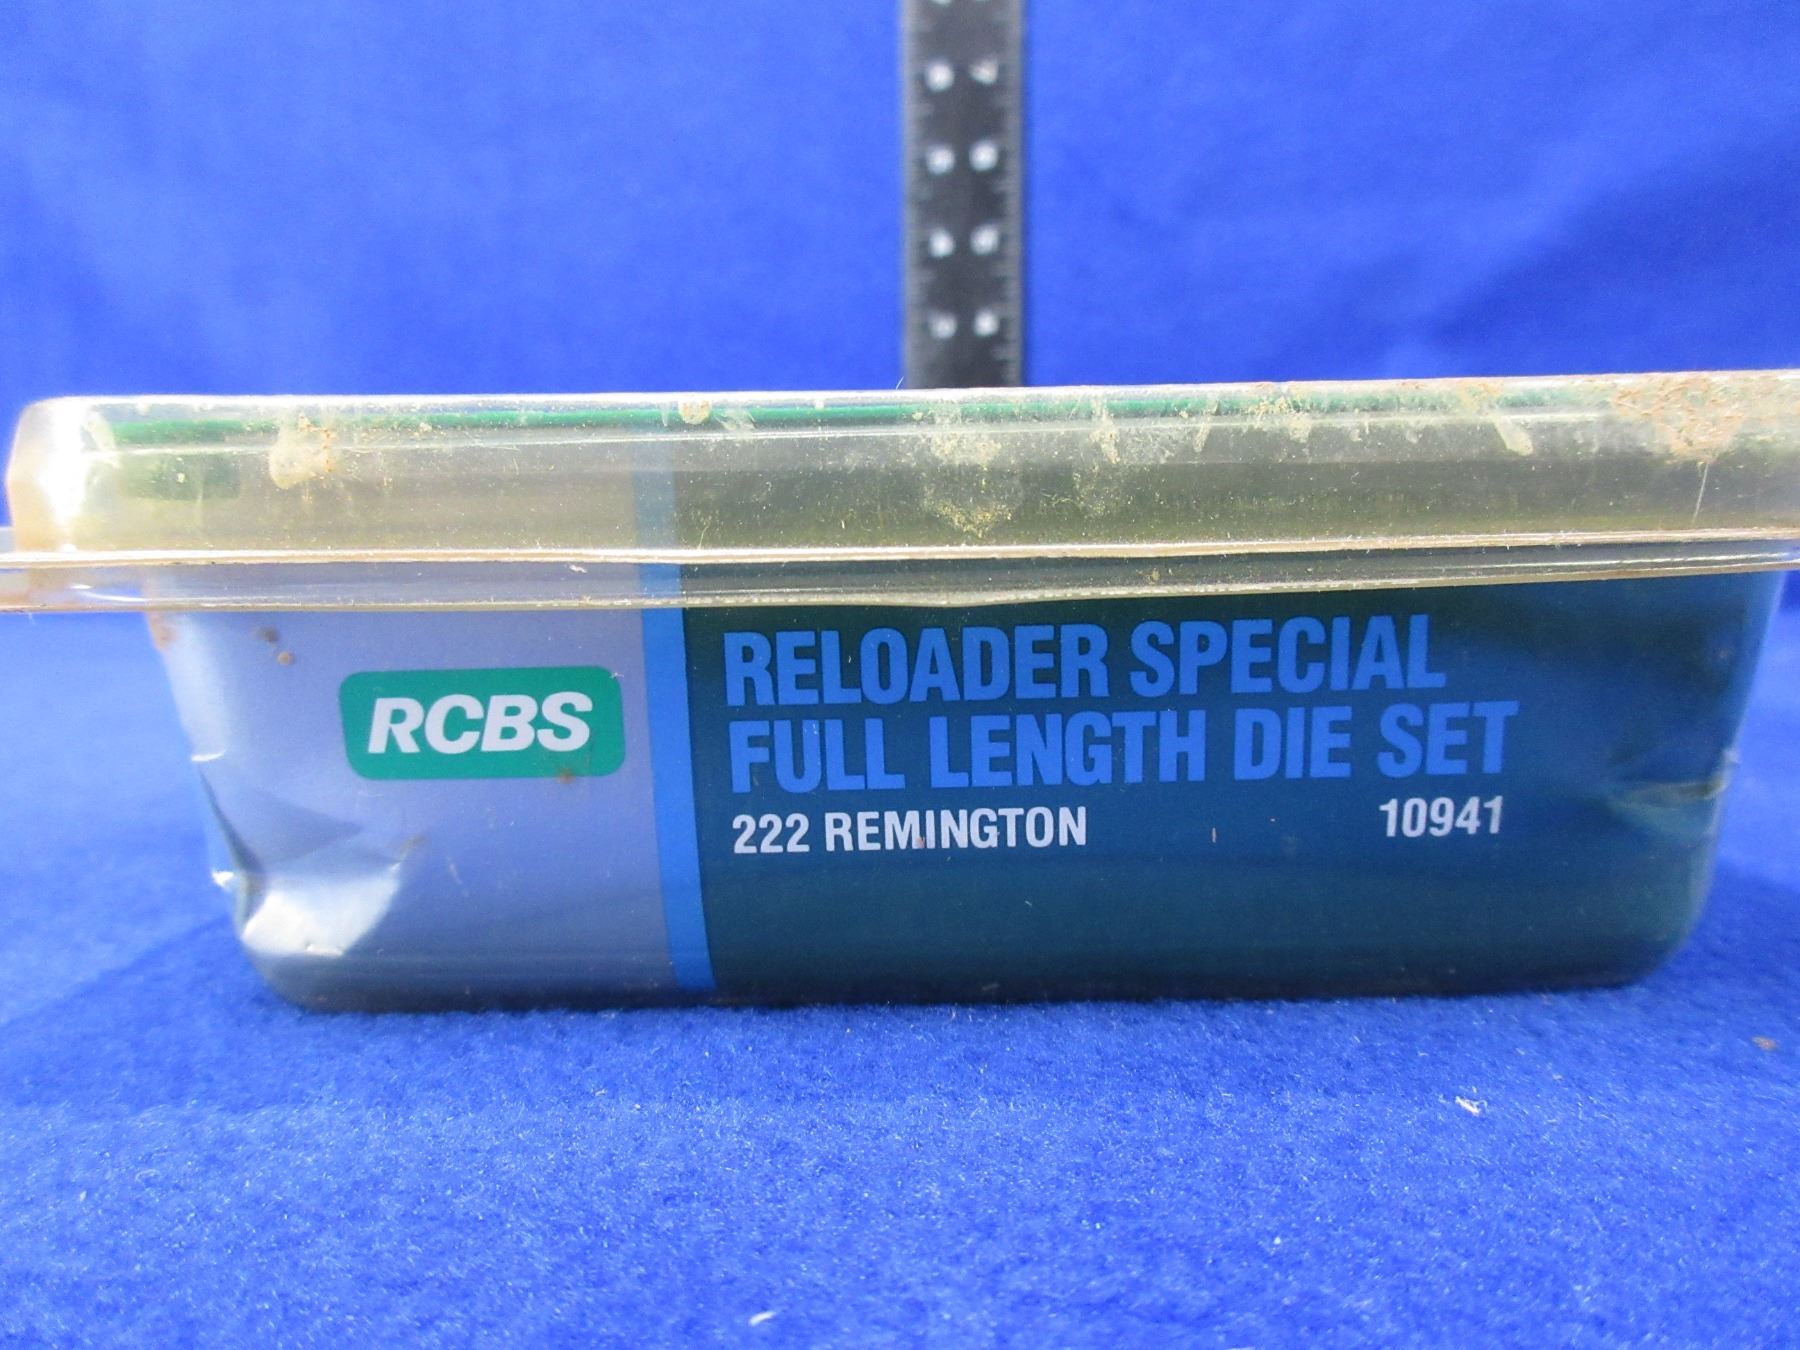 RCBS
RELOADER SPECIAL
FULL LENGTH DIE SET
222 REMINGTON 10941